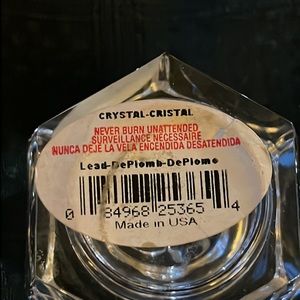 CRYSTAL-CRISTAL
NEVER BURN UNATTENDED
SURVEILLANCE NECESSAIRE
NUNCA DEJE LA VELA ENCENDIDA DESATENDIDA
Lead-DePlomb-DePlomo
0 84968 25365 4
Made in USA